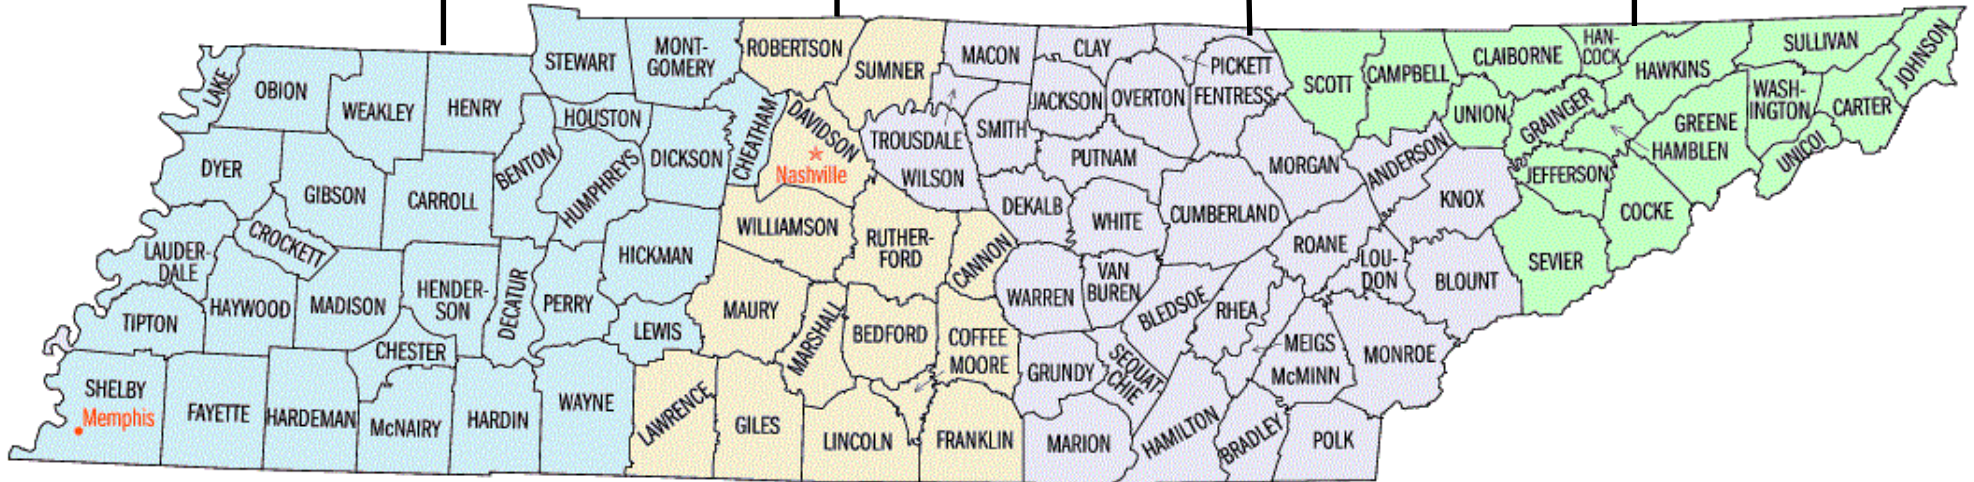 LAKE
OBION
WEAKLEY
HENRY
STEWART
MONT-
GOMERY
ROBERTSON
SUMNER
MACON
CLAY
PICKETT
SCOTT
CAMPBELL
CLAIBORNE
HAN-
COCK
HAWKINS
SULLIVAN
JOHNSON
HOUSTON
CHEATHAM
DAVIDSON
TROUSDALE
SMITH
JACKSON
OVERTON
FENTRESS
UNION
GRAINGER
GREENE
WASH-
INGTON
CARTER
DYER
GIBSON
CARROLL
BENTON
HUMPHREYS
DICKSON
Nashville
WILSON
PUTNAM
MORGAN
ANDERSON
KNOX
JEFFERSON
HAMBLEN
UNICOI
LAUDER-
DALE
CROCKETT
HICKMAN
WILLIAMSON
RUTHER-
FORD
CANNON
DEKALB
WHITE
CUMBERLAND
ROANE
LOU-
DON
BLOUNT
SEVIER
COCKE
TIPTON
HAYWOOD
MADISON
HENDER-
SON
DECATUR
PERRY
LEWIS
MAURY
MARSHALL
BEDFORD
COFFEE
MOORE
WARREN
VAN
BUREN
BLEDSOE
RHEA
MEIGS
McMINN
MONROE
CHESTER
GRUNDY
SEQUAT-
CHIE
SHELBY
Memphis
FAYETTE
HARDEMAN
McNAIRY
HARDIN
WAYNE
LAWRENCE
GILES
LINCOLN
FRANKLIN
MARION
HAMILTON
BRADLEY
POLK